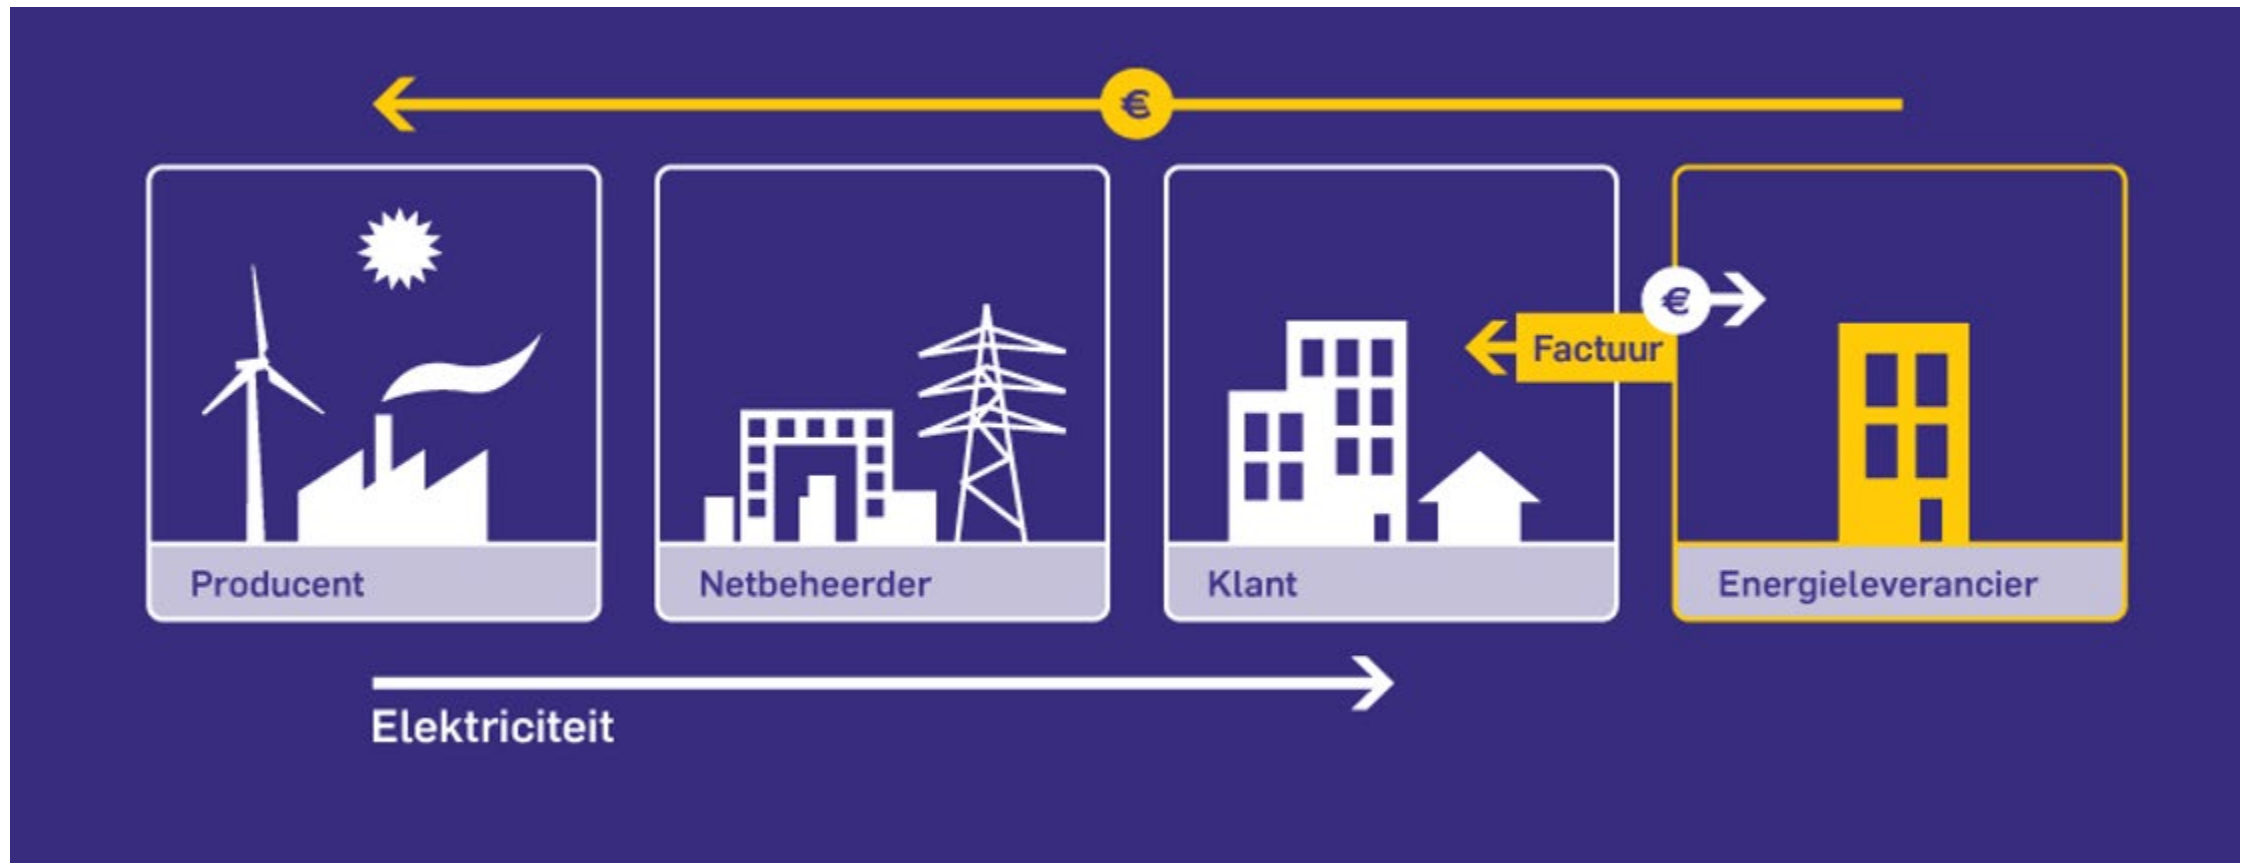 €
€
Factuur
Producent
Netbeheerder
Klant
Energieleverancier
Elektriciteit